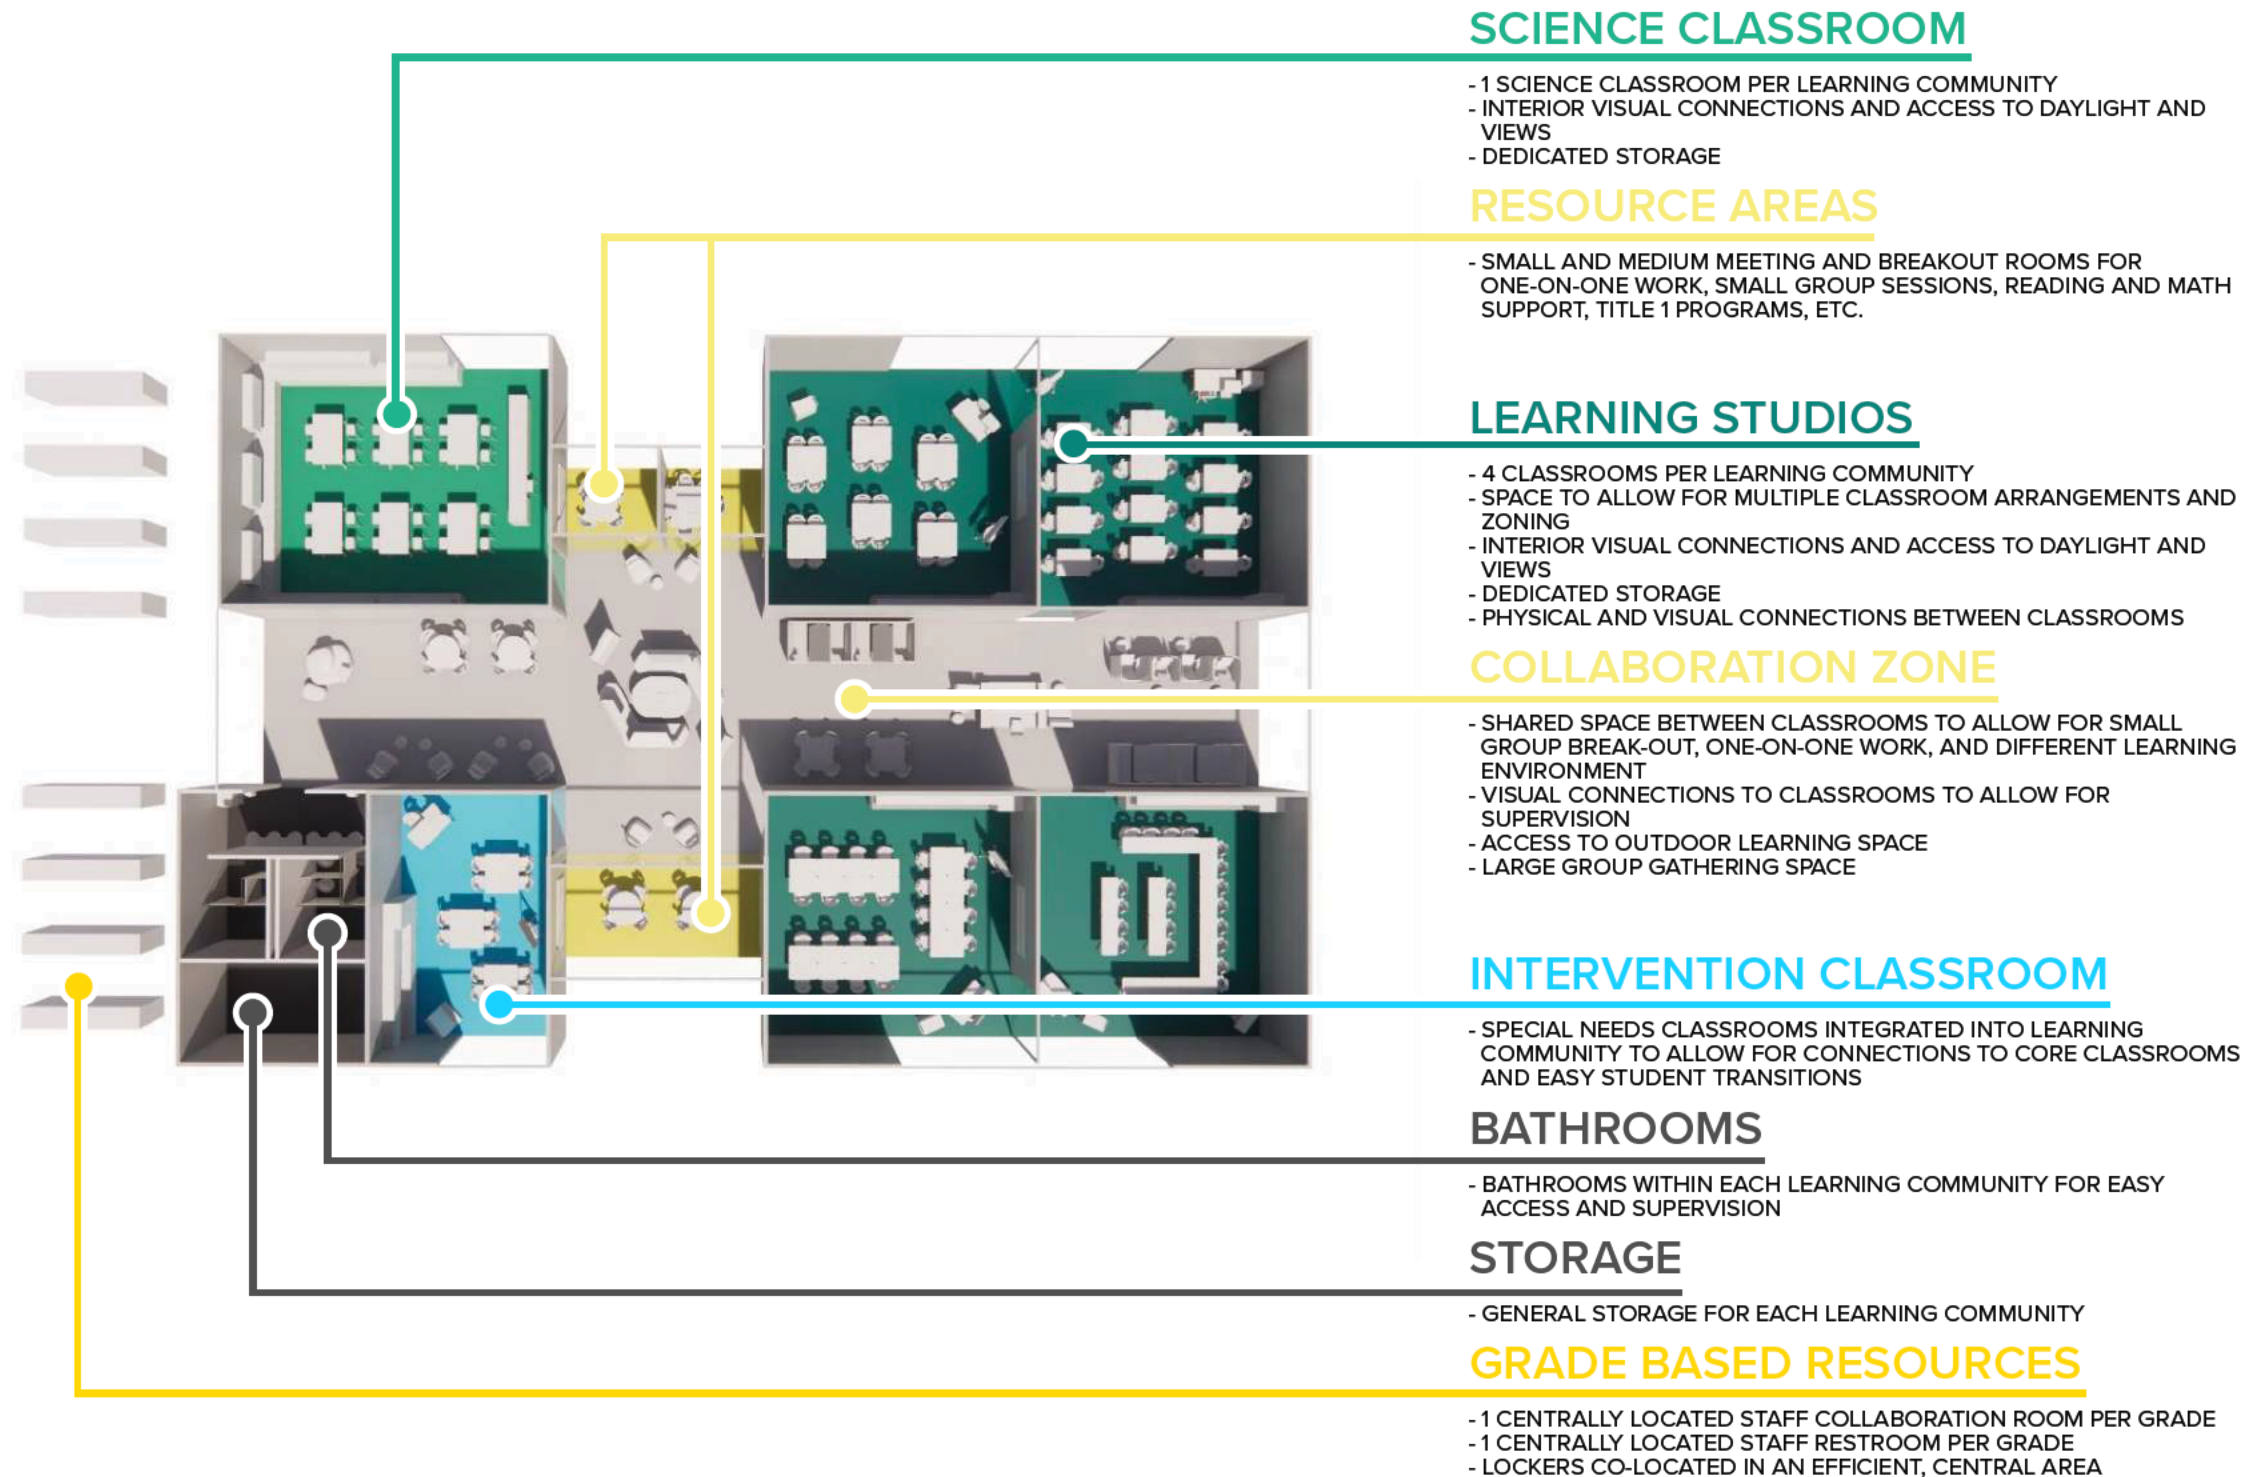 SCIENCE CLASSROOM
- 1 SCIENCE CLASSROOM PER LEARNING COMMUNITY
- INTERIOR VISUAL CONNECTIONS AND ACCESS TO DAYLIGHT AND
VIEWS
- DEDICATED STORAGE
RESOURCE AREAS
- SMALL AND MEDIUM MEETING AND BREAKOUT ROOMS FOR
ONE-ON-ONE WORK, SMALL GROUP SESSIONS, READING AND MATH
SUPPORT, TITLE 1 PROGRAMS, ETC.
LEARNING STUDIOS
- 4 CLASSROOMS PER LEARNING COMMUNITY
- SPACE TO ALLOW FOR MULTIPLE CLASSROOM ARRANGEMENTS AND
ZONING
- INTERIOR VISUAL CONNECTIONS AND ACCESS TO DAYLIGHT AND
VIEWS
- DEDICATED STORAGE
- PHYSICAL AND VISUAL CONNECTIONS BETWEEN CLASSROOMS
COLLABORATION ZONE
- SHARED SPACE BETWEEN CLASSROOMS TO ALLOW FOR SMALL
GROUP BREAK-OUT, ONE-ON-ONE WORK, AND DIFFERENT LEARNING
ENVIRONMENT
- VISUAL CONNECTIONS TO CLASSROOMS TO ALLOW FOR
SUPERVISION
- ACCESS TO OUTDOOR LEARNING SPACE
- LARGE GROUP GATHERING SPACE
INTERVENTION CLASSROOM
- SPECIAL NEEDS CLASSROOMS INTEGRATED INTO LEARNING
COMMUNITY TO ALLOW FOR CONNECTIONS TO CORE CLASSROOMS
AND EASY STUDENT TRANSITIONS
BATHROOMS
- BATHROOMS WITHIN EACH LEARNING COMMUNITY FOR EASY
ACCESS AND SUPERVISION
STORAGE
- GENERAL STORAGE FOR EACH LEARNING COMMUNITY
GRADE BASED RESOURCES
- 1 CENTRALLY LOCATED STAFF COLLABORATION ROOM PER GRADE
- 1 CENTRALLY LOCATED STAFF RESTROOM PER GRADE
- LOCKERS CO-LOCATED IN AN EFFICIENT, CENTRAL AREA